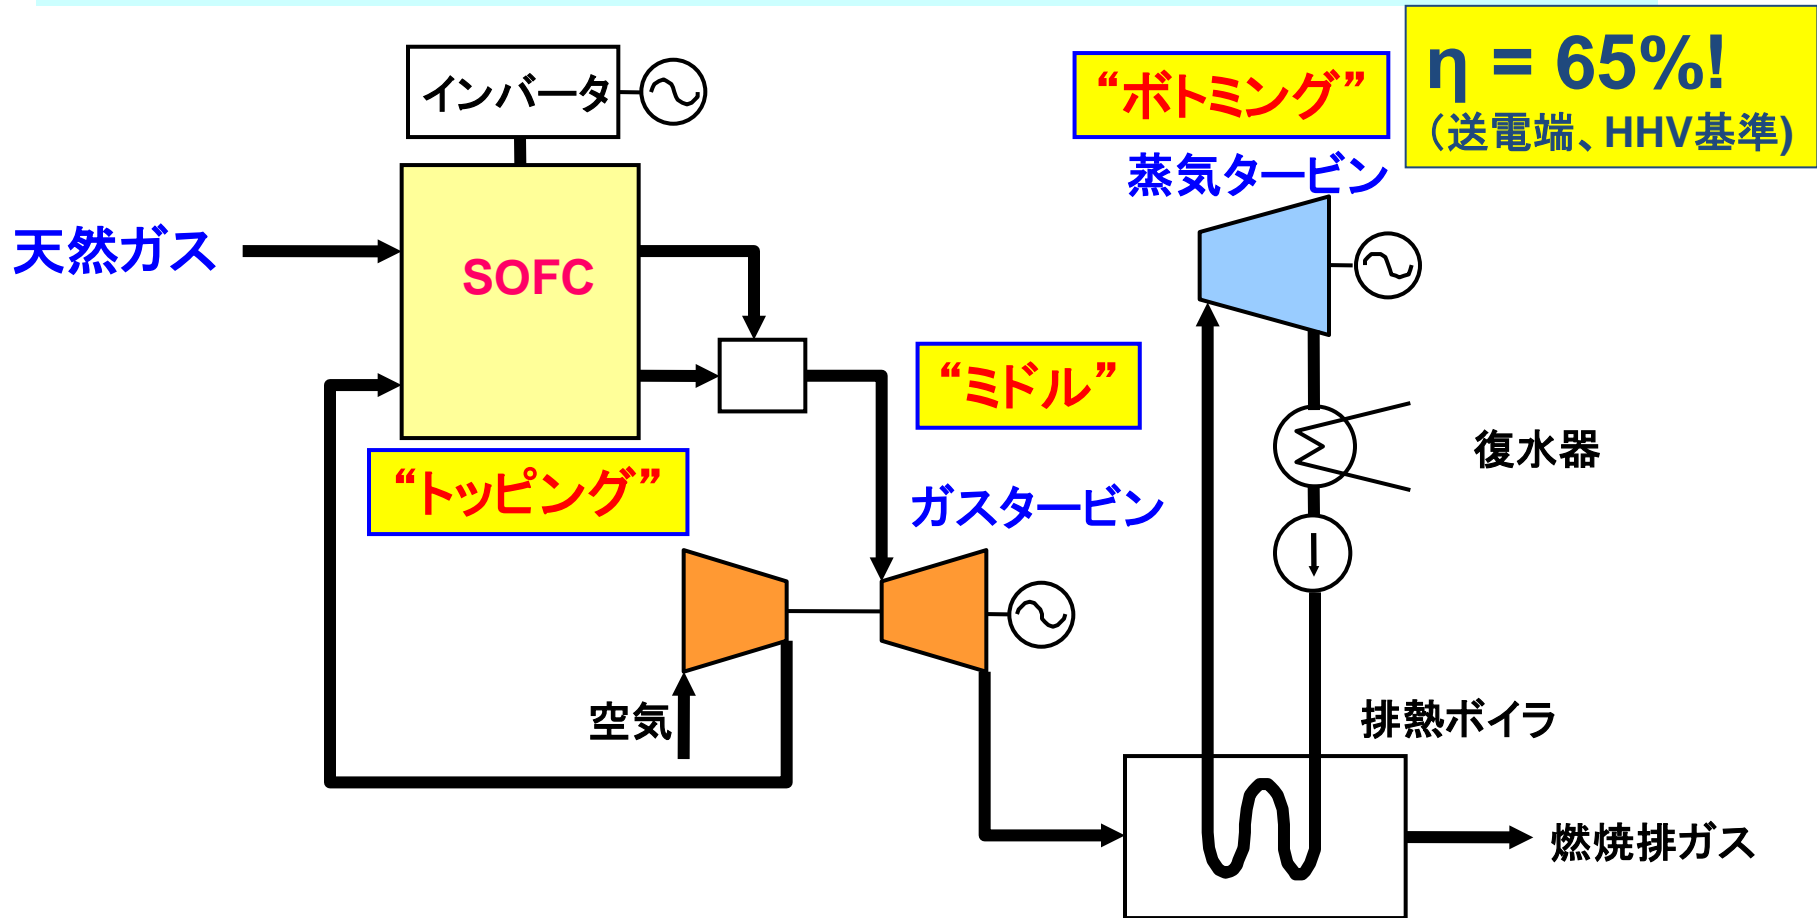 η = 65%!
（送電端、HHV基準)
インバータ
“ボトミング”
蒸気タービン
天然ガス
SOFC
“ミドル”
“トッピング”
復水器
ガスタービン
空気
排熱ボイラ
燃焼排ガス